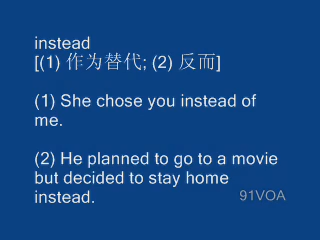 instead
[(1) 作为替代; (2) 反而]
(1) She chose you instead of
me.
(2) He planned to go to a movie
but decided to stay home
instead.
91VOA